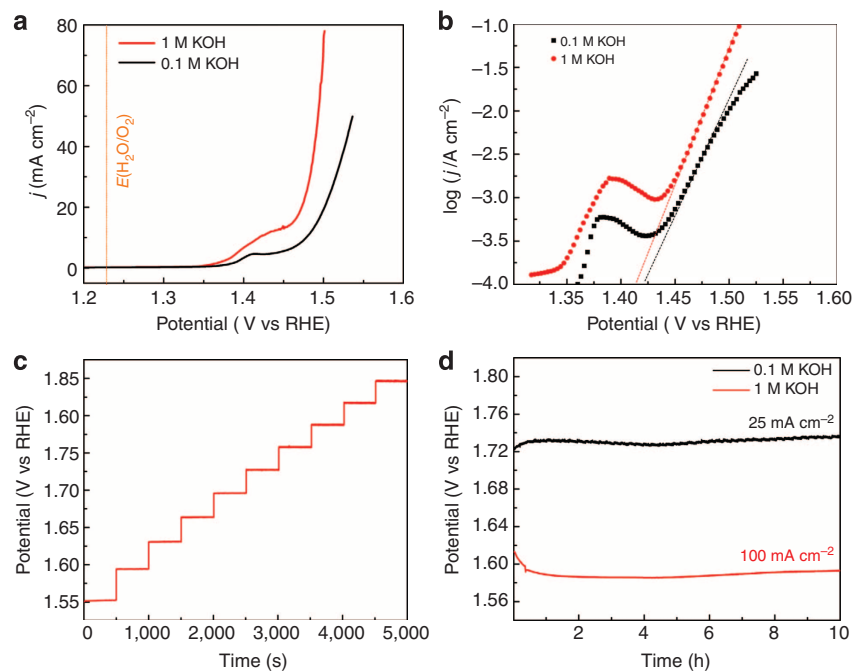 a
80
60
40
20
0
j (mA cm⁻²)
1 M KOH
0.1 M KOH
E(H₂O/O₂)
1.2 1.3 1.4 1.5 1.6
Potential ( V vs RHE)
b
−1.0
−1.5
−2.0
−2.5
−3.0
−3.5
−4.0
log (j /A cm⁻²)
0.1 M KOH
1 M KOH
1.35 1.40 1.45 1.50 1.55 1.60
Potential ( V vs RHE)
c
1.85
1.80
1.75
1.70
1.65
1.60
1.55
Potential (V vs RHE)
0 1,000 2,000 3,000 4,000 5,000
Time (s)
d
1.80
1.76
1.72
1.68
1.64
1.60
1.56
Potential (V vs RHE)
0.1 M KOH
1 M KOH
25 mA cm⁻²
100 mA cm⁻²
2 4 6 8 10
Time (h)